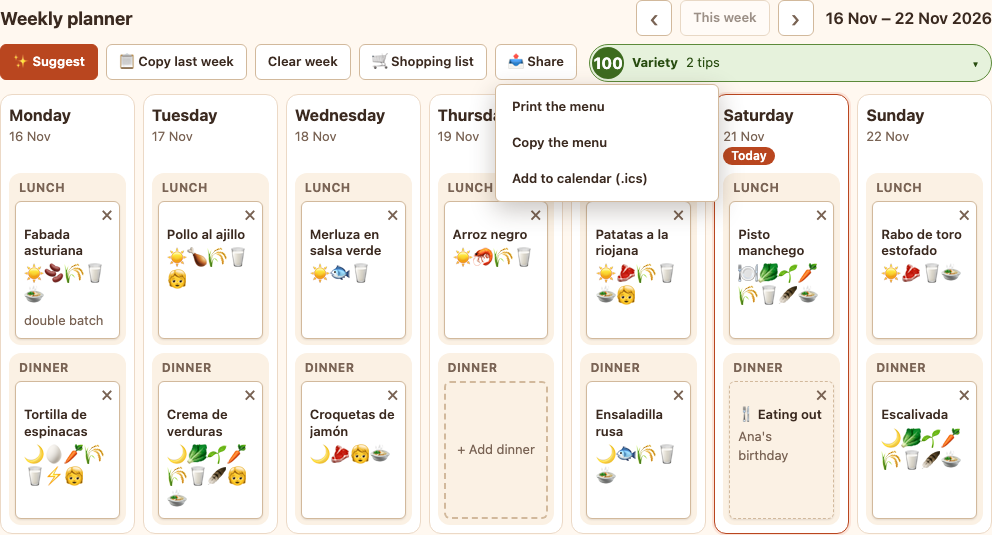 Weekly planner
This week
16 Nov – 22 Nov 2026
Suggest
Copy last week
Clear week
Shopping list
Share
100 Variety 2 tips
Print the menu
Copy the menu
Add to calendar (.ics)
Monday
16 Nov
LUNCH
Fabada
asturiana
double batch
DINNER
Tortilla de
espinacas
Tuesday
17 Nov
LUNCH
Pollo al ajillo
DINNER
Crema de
verduras
Wednesday
18 Nov
LUNCH
Merluza en
salsa verde
DINNER
Croquetas de
jamón
19 Nov
LUNCH
Arroz negro
DINNER
+ Add dinner
Patatas a la
riojana
DINNER
Ensaladilla
rusa
Saturday
21 Nov
Today
LUNCH
Pisto
manchego
DINNER
Eating out
Ana's
birthday
Sunday
22 Nov
LUNCH
Rabo de toro
estofado
DINNER
Escalivada